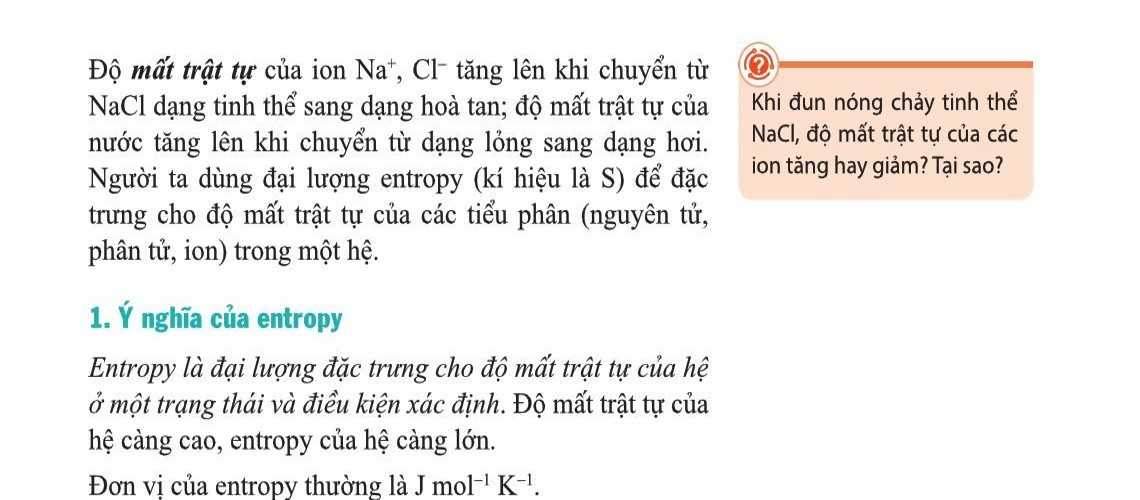 Độ mất trật tự của ion Na⁺, Cl⁻ tăng lên khi chuyển từ
NaCl dạng tinh thể sang dạng hoà tan; độ mất trật tự của
nước tăng lên khi chuyển từ dạng lỏng sang dạng hơi.
Người ta dùng đại lượng entropy (kí hiệu là S) để đặc
trưng cho độ mất trật tự của các tiểu phân (nguyên tử,
phân tử, ion) trong một hệ.
?
Khi đun nóng chảy tinh thể
NaCl, độ mất trật tự của các
ion tăng hay giảm? Tại sao?
1. Ý nghĩa của entropy
Entropy là đại lượng đặc trưng cho độ mất trật tự của hệ
ở một trạng thái và điều kiện xác định. Độ mất trật tự của
hệ càng cao, entropy của hệ càng lớn.
Đơn vị của entropy thường là J mol⁻¹ K⁻¹.